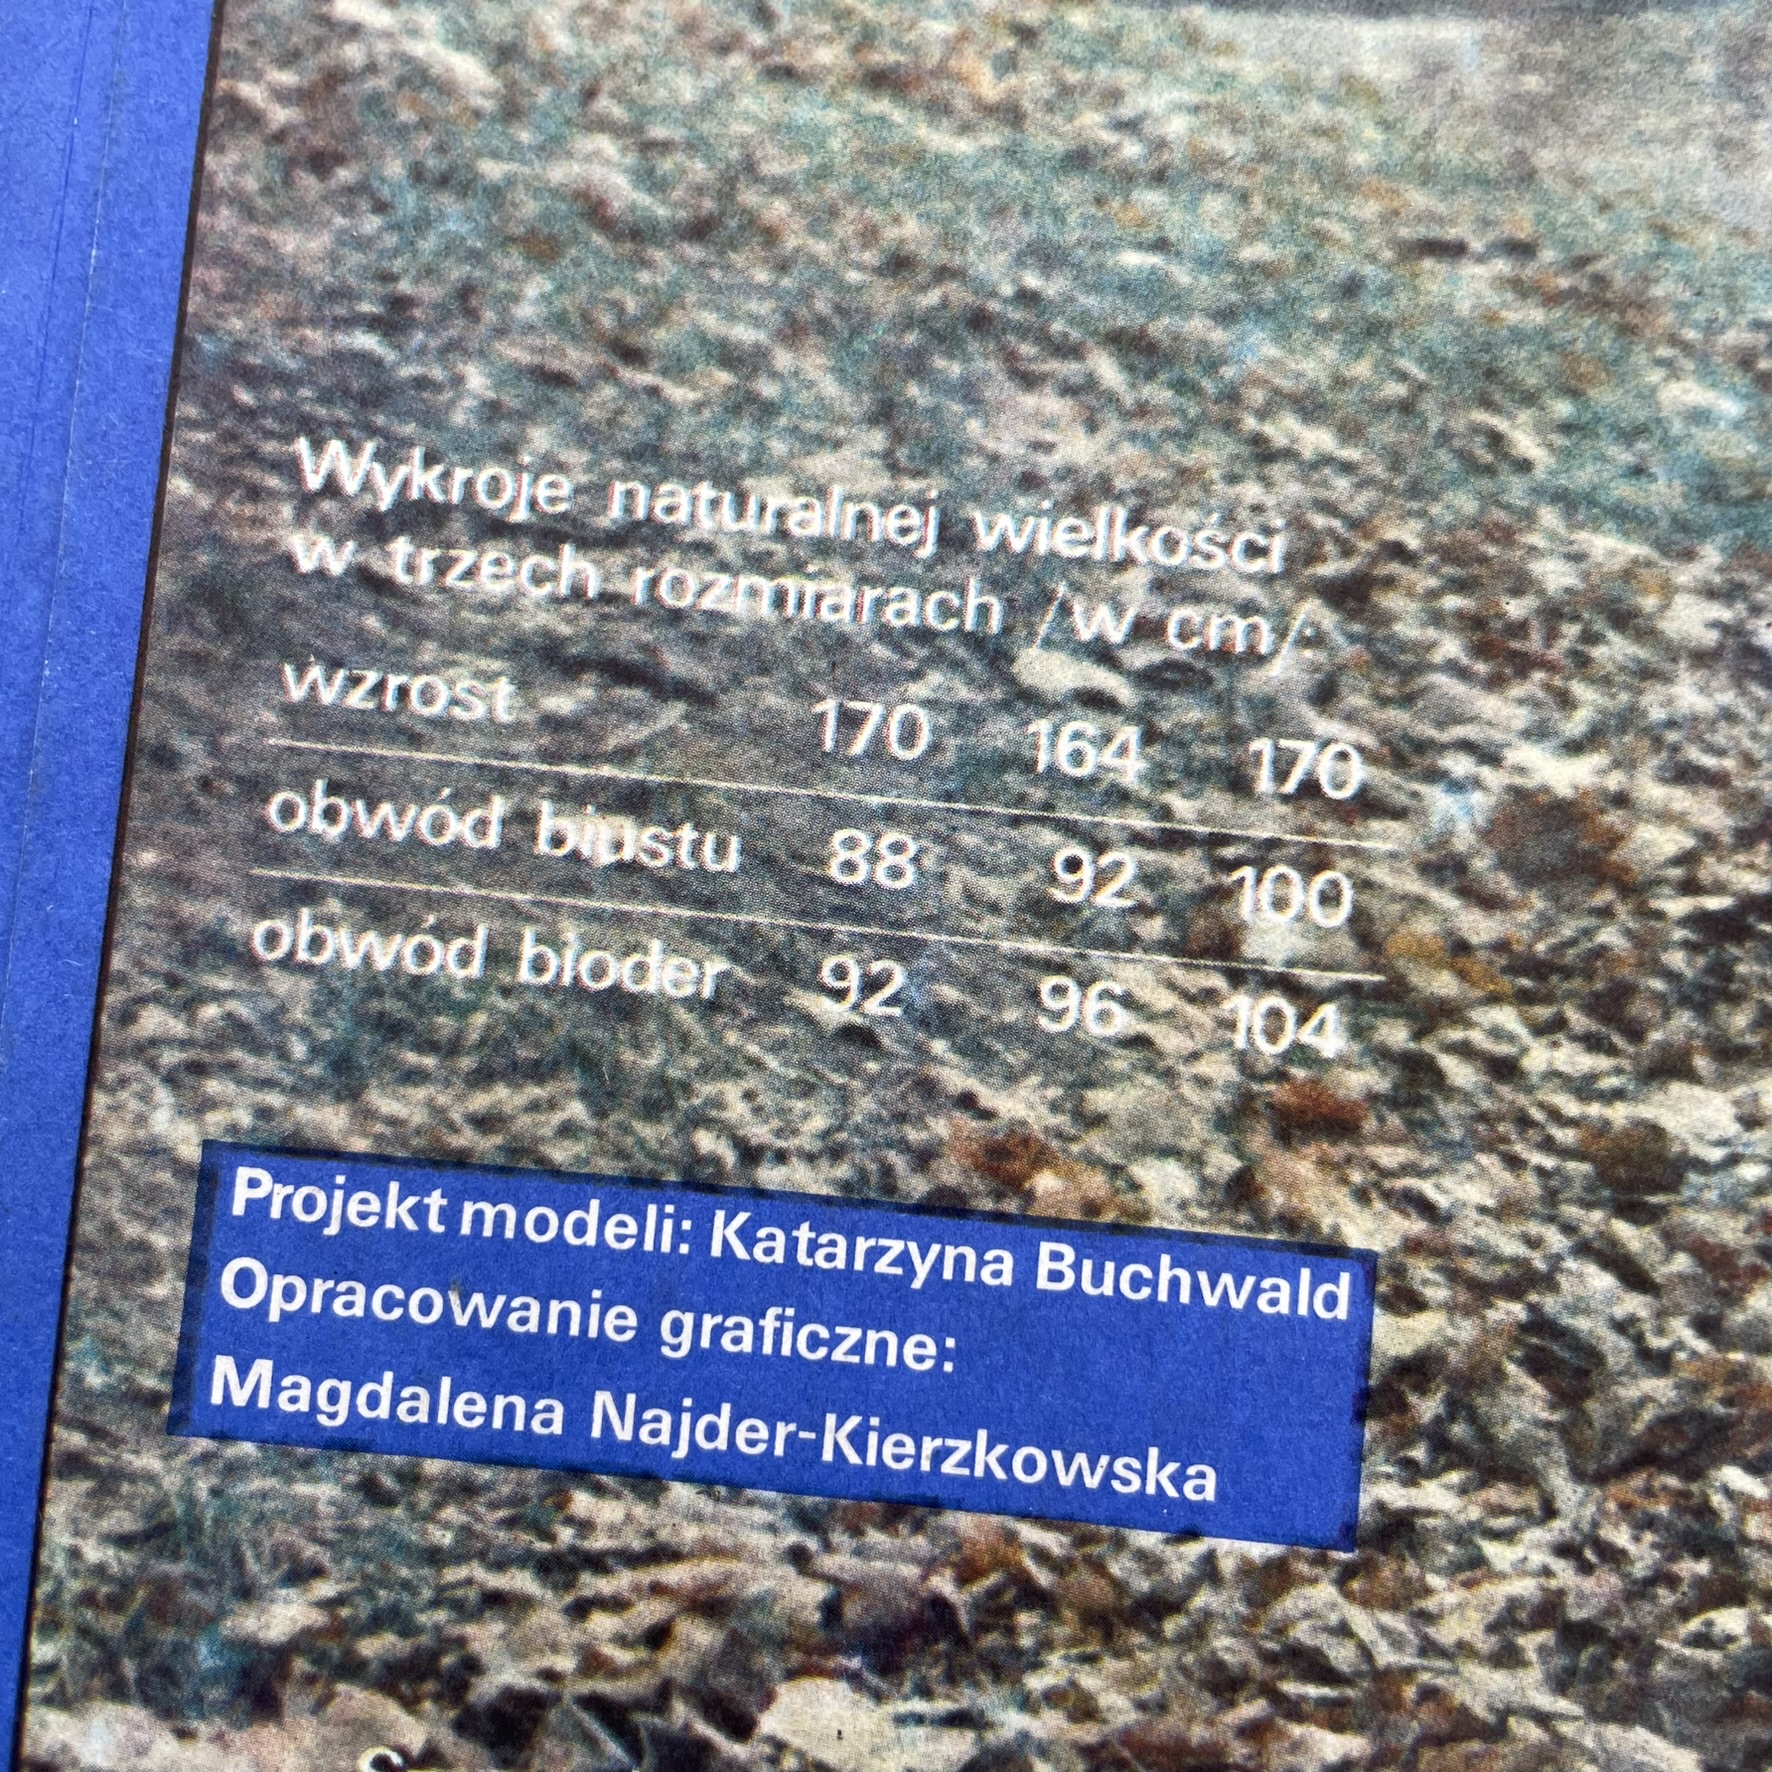 Wykroje naturalnej wielkości
w trzech rozmiarach /w cm/:
wzrost 170 164 170
obwód biustu 88 92 100
obwód bioder 92 96 104
Projekt modeli: Katarzyna Buchwald
Opracowanie graficzne:
Magdalena Najder-Kierzkowska